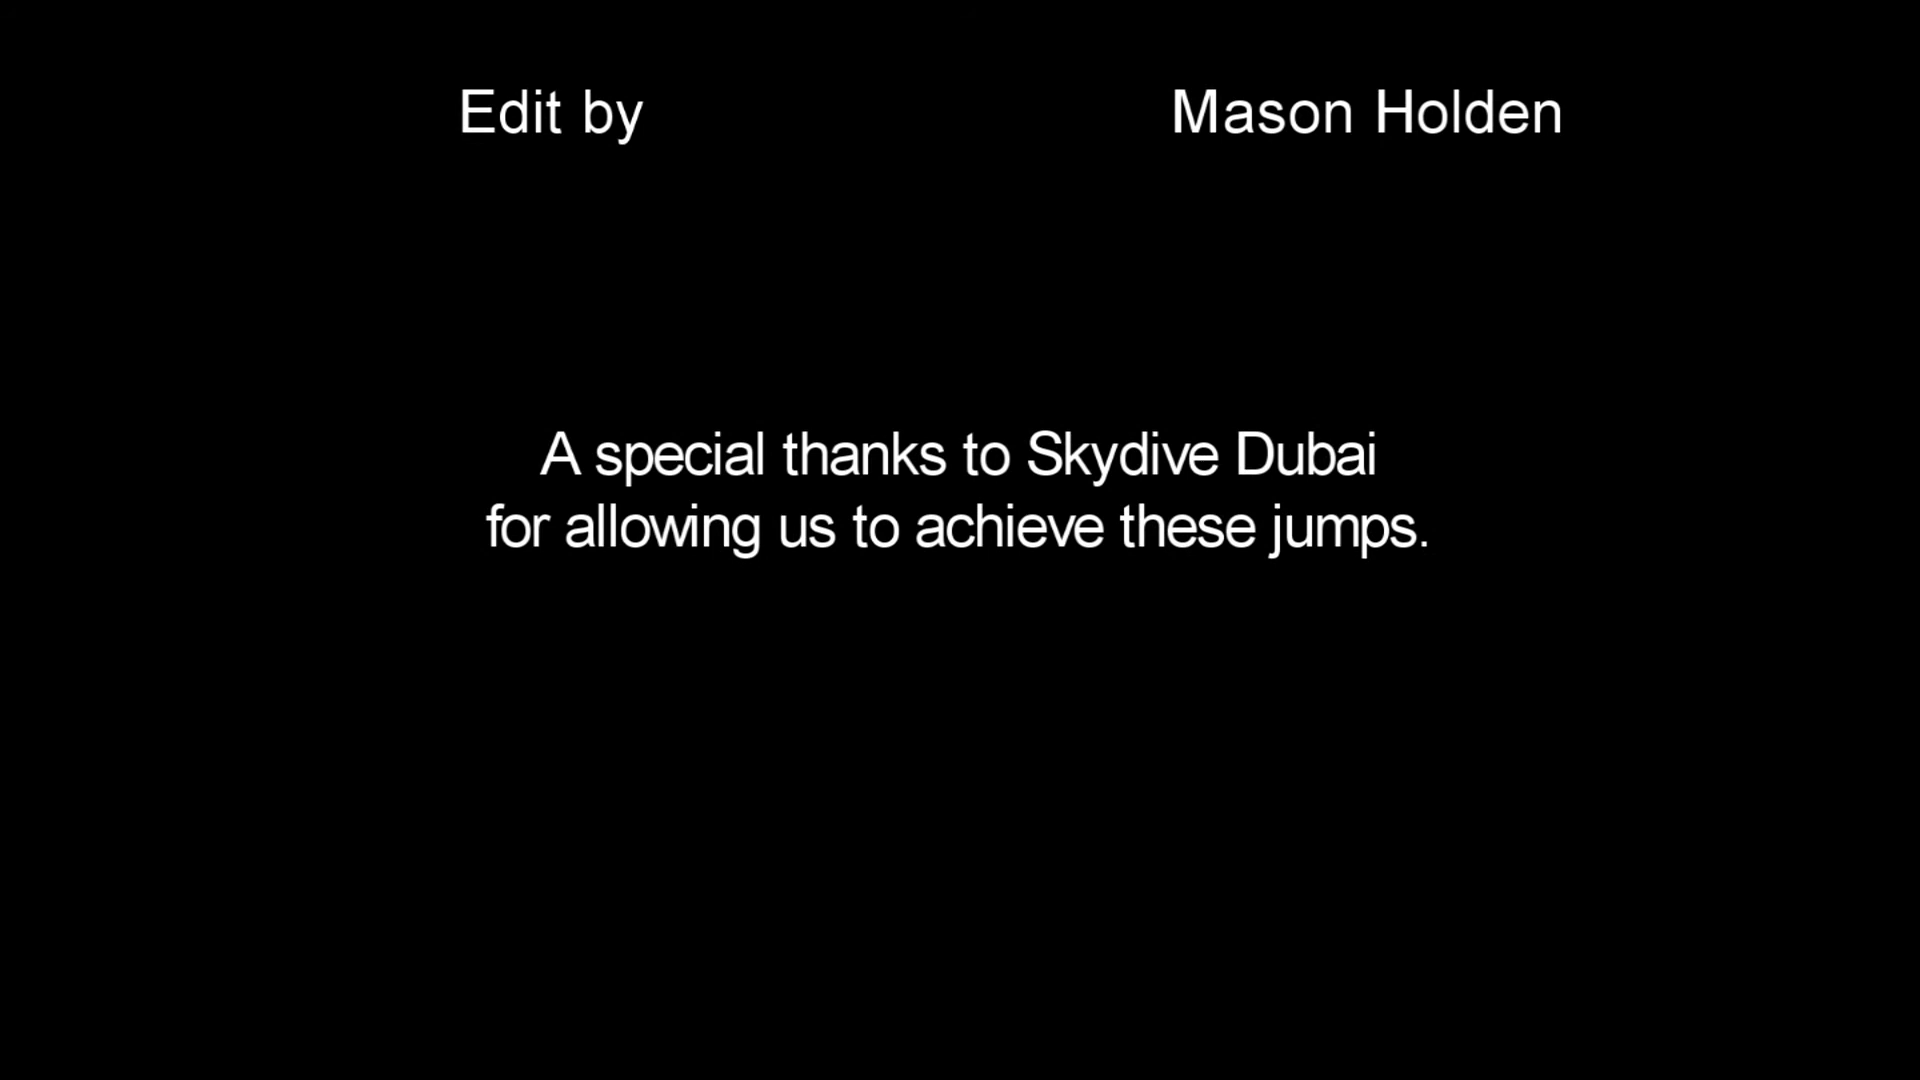 Edit by Mason Holden
A special thanks to Skydive Dubai
for allowing us to achieve these jumps.